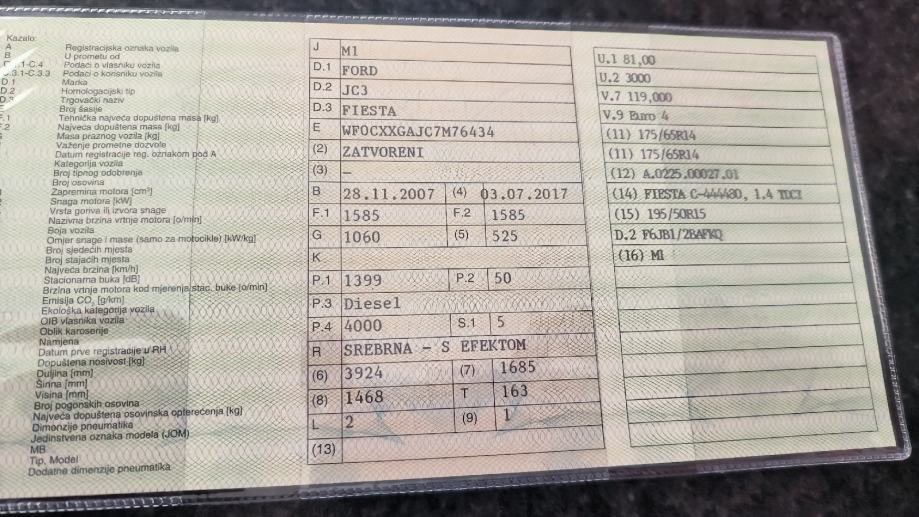 Kazalo:
A Registracijska oznaka vozila
B U prometu od
C.1-C.4 Podaci o vlasniku vozila
C.3.1-C.3.3 Podaci o korisniku vozila
D.1 Marka
D.2 Homologacijski tip
D.3 Trgovački naziv
Broj šasije
F.1 Tehnička najveća dopuštena masa [kg]
F.2 Najveća dopuštena masa [kg]
Masa praznog vozila [kg]
Važenje prometne dozvole
Datum registracije reg. oznakom pod A
Kategorija vozila
Broj tipnog odobrenja
Broj osovina
Zapremina motora [cm³]
Snaga motora [kW]
Vrsta goriva ili izvora snage
Nazivna brzina vrtnje motora [o/min]
Boja vozila
Omjer snage i mase (samo za motocikle) [kW/kg]
Broj sjedećih mjesta
Broj stajaćih mjesta
Najveća brzina [km/h]
Stacionarna buka [dB]
Brzina vrtnje motora kod mjerenja stac. buke [o/min]
Emisija CO₂ [g/km]
Ekološka kategorija vozila
OIB vlasnika vozila
Oblik karoserije
Namjena
Datum prve registracije u RH
Dopuštena nosivost [kg]
Duljina [mm]
Širina [mm]
Visina [mm]
Broj pogonskih osovina
Najveća dopuštena osovinska opterećenja [kg]
Dimenzije pneumatika
Jedinstvena oznaka modela (JOM)
MB
Tip, Model
Dodatne dimenzije pneumatika
J M1
D.1 FORD
D.2 JC3
D.3 FIESTA
E WF0CXXGAJC7M76434
(2) ZATVORENI
(3) –
B 28.11.2007 (4) 03.07.2017
F.1 1585 F.2 1585
G 1060 (5) 525
K
P.1 1399 P.2 50
P.3 Diesel
P.4 4000 S.1 5
R SREBRNA - S EFEKTOM
(6) 3924 (7) 1685
(8) 1468 T 163
L 2 (9) 1
(13)
U.1 81,00
U.2 3000
V.7 119,000
V.9 Euro 4
(11) 175/65R14
(11) 175/65R14
(12) A.0225.00027.01
(14) FIESTA 1.4 TDCI
(15) 195/50R15
D.2 F6JB1/2BAFKQ
(16) M1